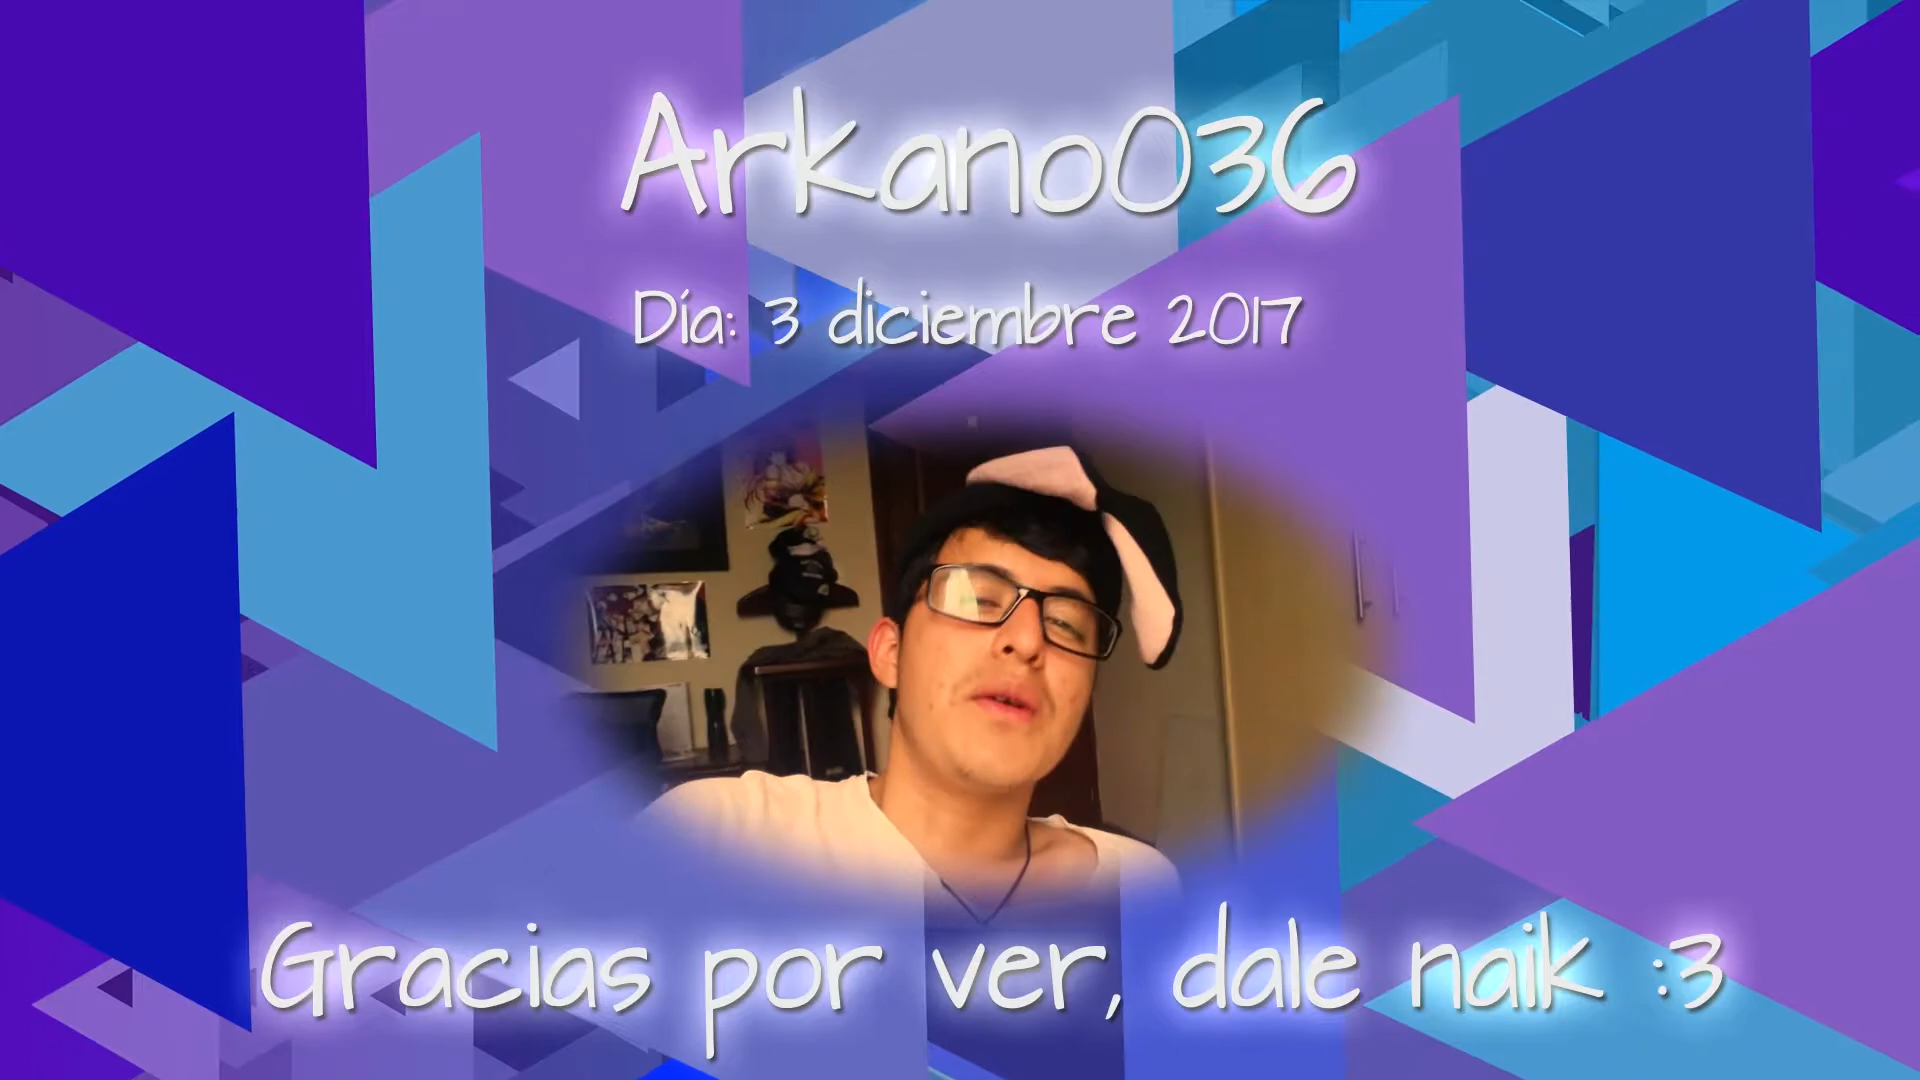 Arkano036
Día: 3 diciembre 2017
Gracias por ver, dale naik :3